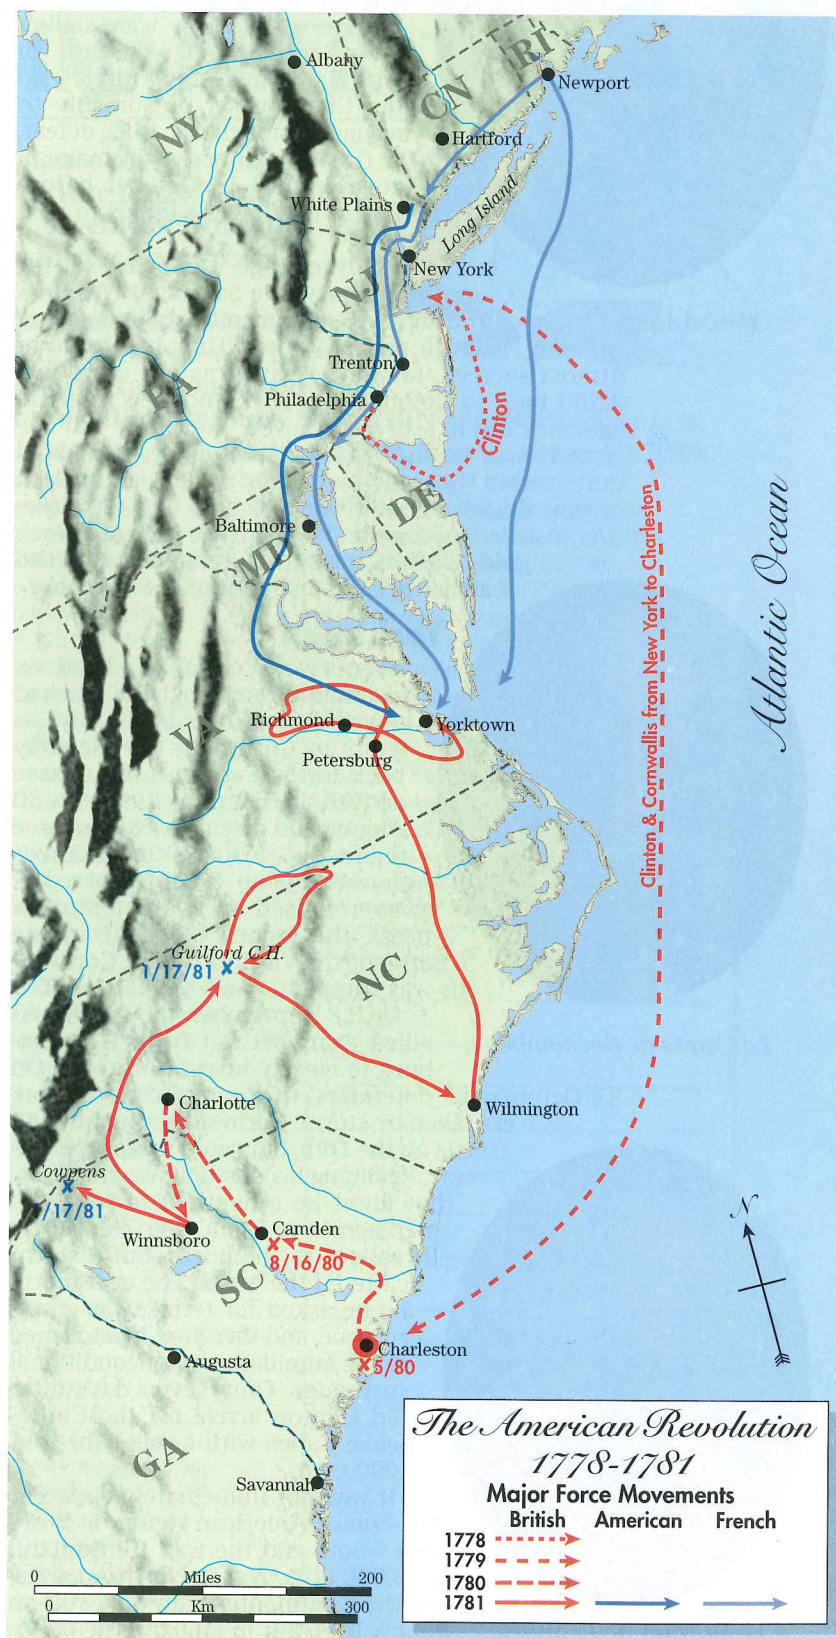 Albany
RI
Newport
CN
NY
Hartford
White Plains
Long Island
New York
NJ
Trenton
PA
Philadelphia
Clinton
DE
Baltimore
MD
Clinton & Cornwallis from New York to Charleston
Atlantic Ocean
Richmond
Yorktown
VA
Petersburg
Guilford C.H.
1/17/81
NC
Charlotte
Wilmington
Cowpens
/17/81
Winnsboro
Camden
8/16/80
SC
N
Charleston
5/80
Augusta
GA
Savannah
The American Revolution
1778-1781
Major Force Movements
British American French
1778
1779
1780
1781
0 Miles 200
0 Km 300